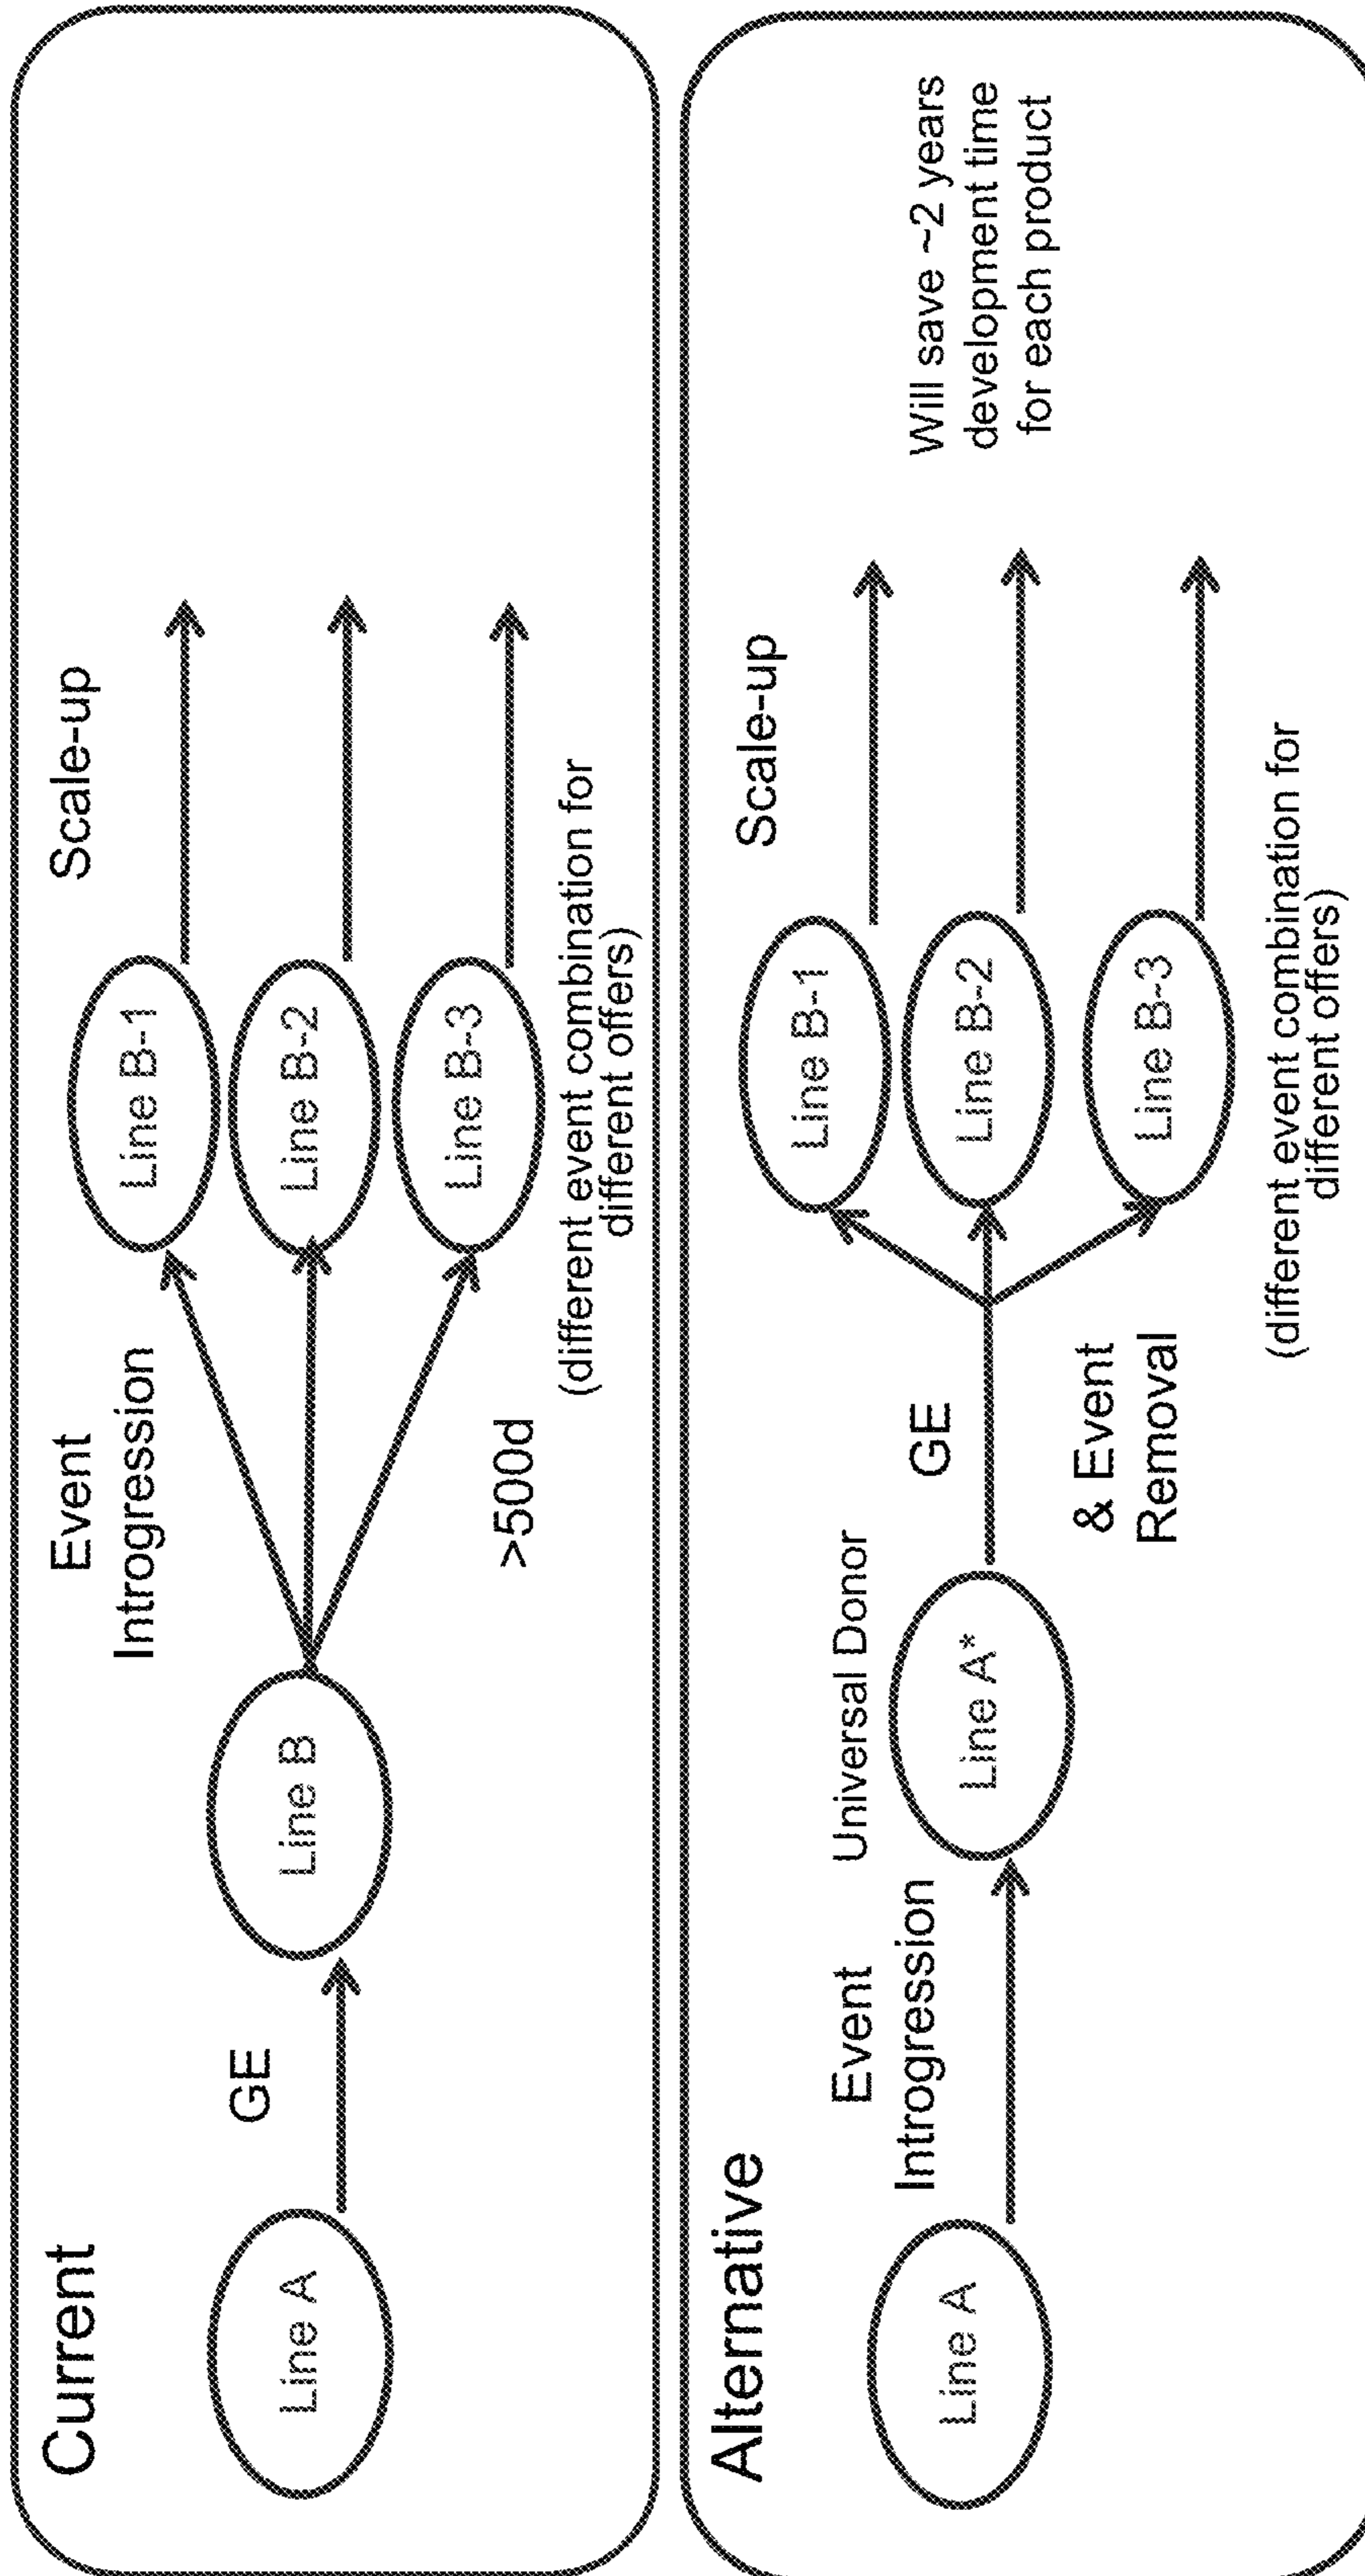 Current
Line A
GE
Line B
Event
Introgression
>500d
Line B-1
Line B-2
Line B-3
(different event combination for
different offers)
Scale-up
Alternative
Line A
Event
Introgression
Universal Donor
Line A*
GE
& Event
Removal
Line B-1
Line B-2
Line B-3
(different event combination for
different offers)
Scale-up
Will save ~2 years
development time
for each product